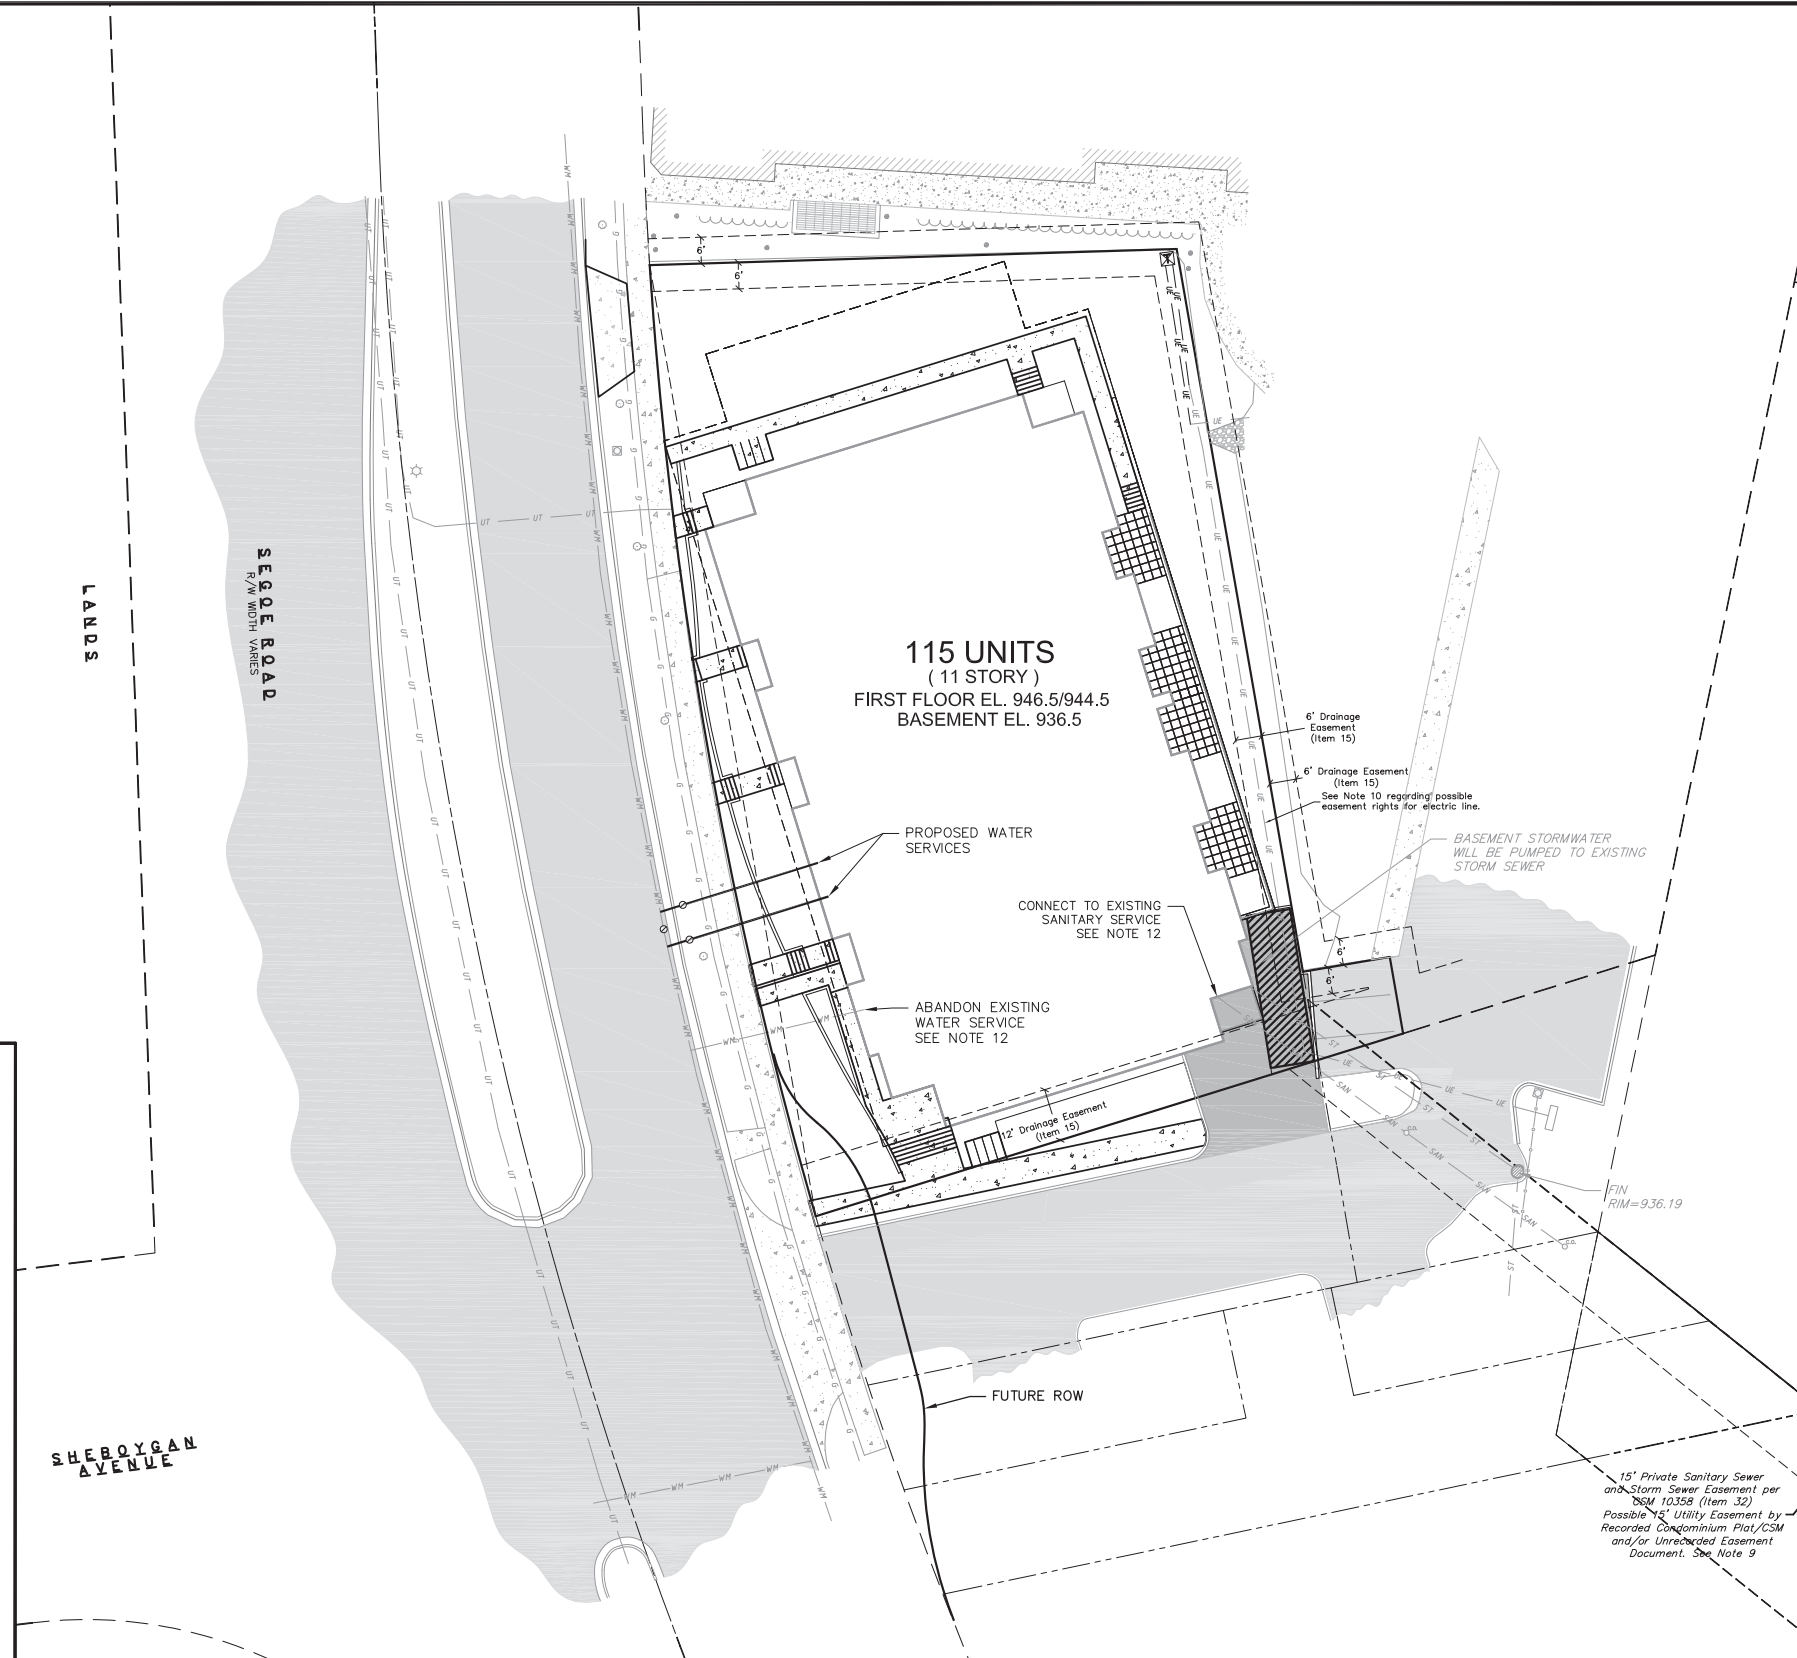 6'
6'
LANDS
SEGOE ROAD
R/W WIDTH VARIES
115 UNITS
( 11 STORY )
FIRST FLOOR EL. 946.5/944.5
BASEMENT EL. 936.5
6' Drainage
Easement
(Item 15)
6' Drainage Easement
(Item 15)
See Note 10 regarding possible
easement rights for electric line.
PROPOSED WATER
SERVICES
BASEMENT STORMWATER
WILL BE PUMPED TO EXISTING
STORM SEWER
CONNECT TO EXISTING
SANITARY SERVICE
SEE NOTE 12
6'
6'
ABANDON EXISTING
WATER SERVICE
SEE NOTE 12
12' Drainage Easement
(Item 15)
FIN
RIM=936.19
FUTURE ROW
SHEBOYGAN
AVENUE
15' Private Sanitary Sewer
and Storm Sewer Easement per
CSM 10358 (Item 32)
Possible 15' Utility Easement by
Recorded Condominium Plat/CSM
and/or Unrecorded Easement
Document. See Note 9